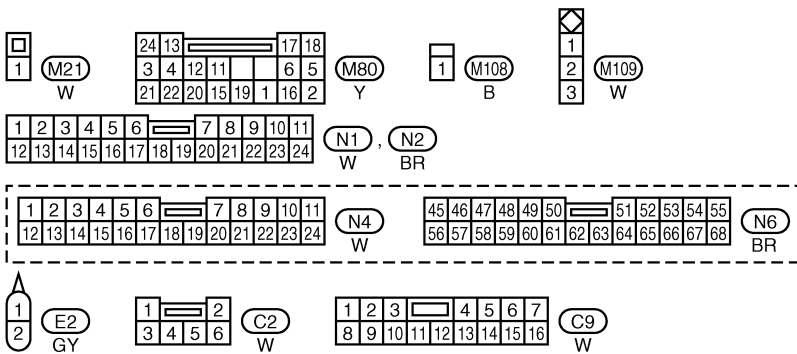 24 13 17 18
1 3 4 12 11 6 5 1 1
M21 M80 M108 2 M109
21 22 20 15 19 1 16 2 3
W Y B W
1 2 3 4 5 6 7 8 9 10 11
12 13 14 15 16 17 18 19 20 21 22 23 24
N1 , N2
W BR
1 2 3 4 5 6 7 8 9 10 11
12 13 14 15 16 17 18 19 20 21 22 23 24
N4
W
45 46 47 48 49 50 51 52 53 54 55
56 57 58 59 60 61 62 63 64 65 66 67 68
N6
BR
1
2
E2
GY
1 2
3 4 5 6
C2
W
1 2 3 4 5 6 7
8 9 10 11 12 13 14 15 16
C9
W